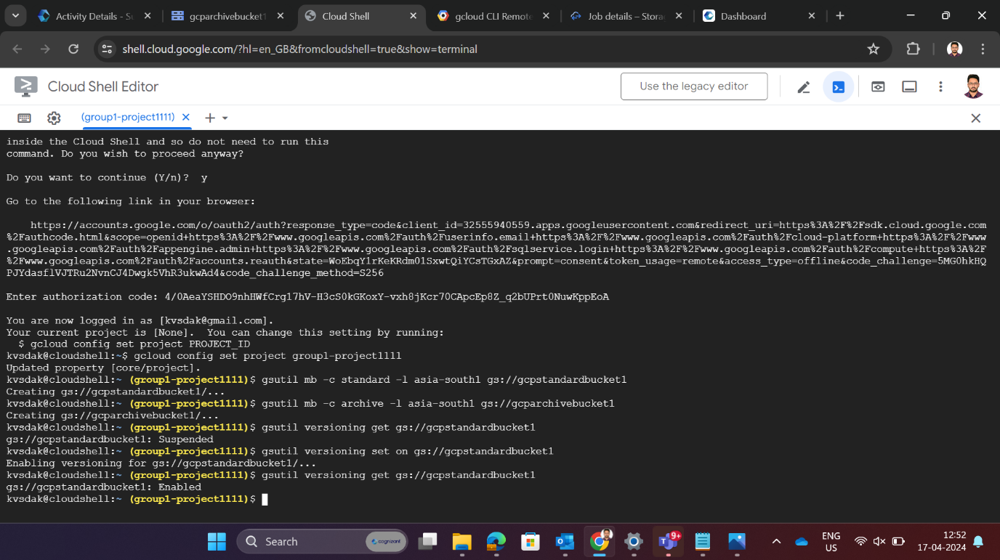 Activity Details - Su
gcparchivebucket1
Cloud Shell
gcloud CLI Remote
Job details – Storag
Dashboard
shell.cloud.google.com/?hl=en_GB&fromcloudshell=true&show=terminal
Cloud Shell Editor
Use the legacy editor
(group1-project1111)
inside the Cloud Shell and so do not need to run this
command. Do you wish to proceed anyway?
Do you want to continue (Y/n)?  y
Go to the following link in your browser:
https://accounts.google.com/o/oauth2/auth?response_type=code&client_id=32555940559.apps.googleusercontent.com&redirect_uri=https%3A%2F%2Fsdk.cloud.google.com
%2Fauthcode.html&scope=openid+https%3A%2F%2Fwww.googleapis.com%2Fauth%2Fuserinfo.email+https%3A%2F%2Fwww.googleapis.com%2Fauth%2Fcloud-platform+https%3A%2F%2Fwww
.googleapis.com%2Fauth%2Fappengine.admin+https%3A%2F%2Fwww.googleapis.com%2Fauth%2Fsqlservice.login+https%3A%2F%2Fwww.googleapis.com%2Fauth%2Fcompute+https%3A%2F
%2Fwww.googleapis.com%2Fauth%2Faccounts.reauth&state=WoEbqY1rKeKRdm01SxwtQiYCsTGxAZ&prompt=consent&token_usage=remote&access_type=offline&code_challenge=5MG0hkHQ
PJYdasflVJTRu2NvnCJ4Dwgk5VhR3ukwAd4&code_challenge_method=S256
Enter authorization code: 4/0AeaYSHDO9nhHWfCrg17hV-H3cS0kGKoxY-vxh8jKcr70CApcEp8Z_q2bUPrt0NuwKppEoA
You are now logged in as [kvsdak@gmail.com].
Your current project is [None].  You can change this setting by running:
$ gcloud config set project PROJECT_ID
kvsdak@cloudshell:~$ gcloud config set project group1-project1111
Updated property [core/project].
kvsdak@cloudshell:~ (group1-project1111)$ gsutil mb -c standard -l asia-south1 gs://gcpstandardbucket1
Creating gs://gcpstandardbucket1/...
kvsdak@cloudshell:~ (group1-project1111)$ gsutil mb -c archive -l asia-south1 gs://gcparchivebucket1
Creating gs://gcparchivebucket1/...
kvsdak@cloudshell:~ (group1-project1111)$ gsutil versioning get gs://gcpstandardbucket1
gs://gcpstandardbucket1: Suspended
kvsdak@cloudshell:~ (group1-project1111)$ gsutil versioning set on gs://gcpstandardbucket1
Enabling versioning for gs://gcpstandardbucket1/...
kvsdak@cloudshell:~ (group1-project1111)$ gsutil versioning get gs://gcpstandardbucket1
gs://gcpstandardbucket1: Enabled
kvsdak@cloudshell:~ (group1-project1111)$
Search
cognizant
9+
ENG
US
12:52
17-04-2024